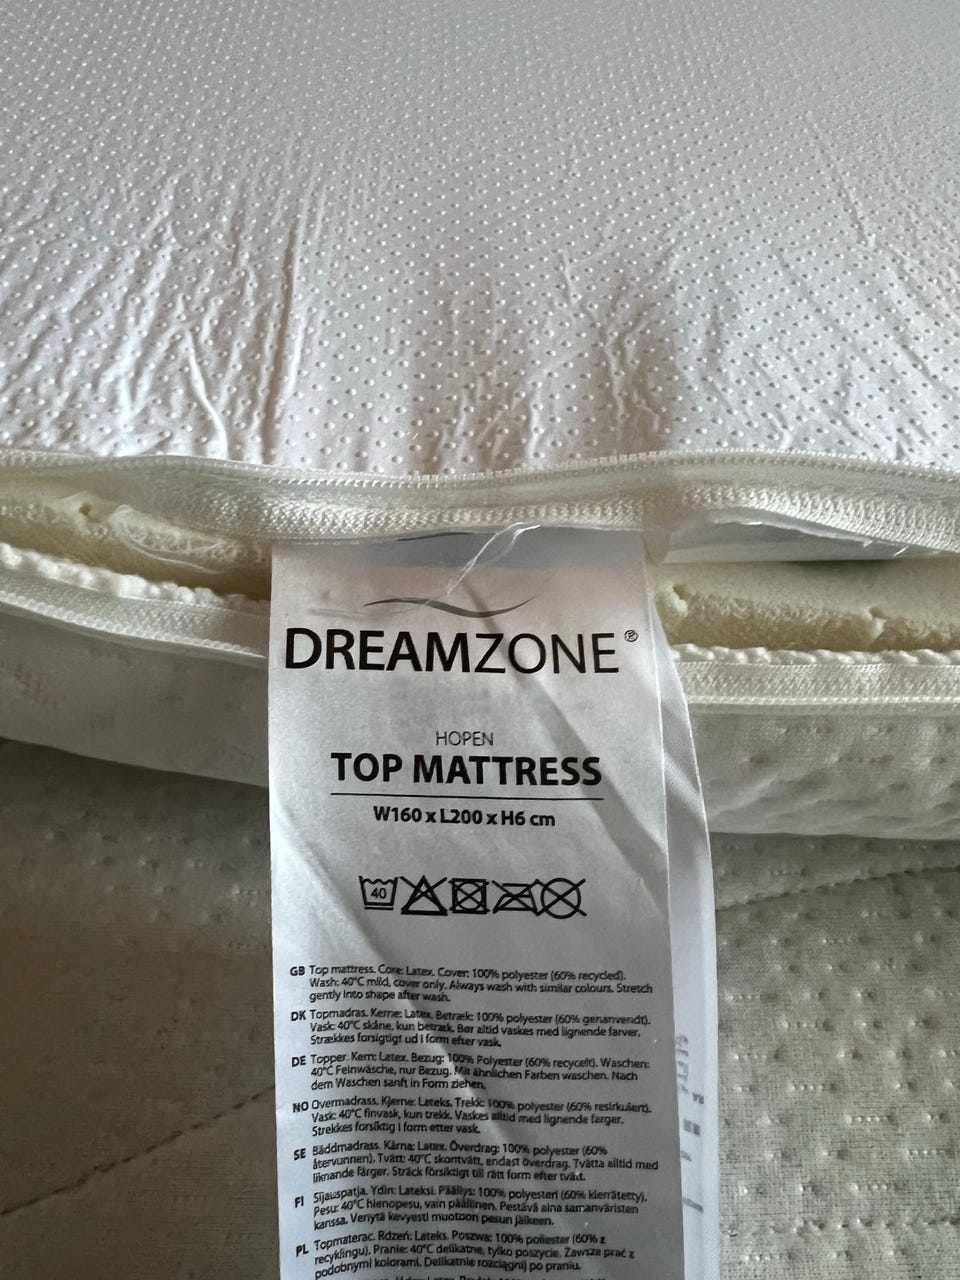 DREAMZONE®
HOPEN
TOP MATTRESS
W160 x L200 x H6 cm
40
GB Top mattress. Core: Latex. Cover: 100% polyester (60% recycled).
Wash: 40°C mild, cover only. Always wash with similar colours. Stretch
gently into shape after wash.
DK Topmadras. Kerne: Latex. Betræk: 100% polyester (60% genanvendt).
Vask: 40°C skåne, kun betræk. Bør altid vaskes med lignende farver.
Strækkes forsigtigt ud i form efter vask.
DE Topper. Kern: Latex. Bezug: 100% Polyester (60% recycelt). Waschen:
40°C Feinwäsche, nur Bezug. Mit ähnlichen Farben waschen. Nach
dem Waschen sanft in Form ziehen.
NO Overmadrass. Kjerne: Lateks. Trekk: 100% polyester (60% resirkulert).
Vask: 40°C finvask, kun trekk. Vaskes alltid med lignende farger.
Strekkes forsiktig i form etter vask.
SE Bäddmadrass. Kärna: Latex. Överdrag: 100% polyester (60%
återvunnen). Tvätt: 40°C skontvätt, endast överdrag. Tvätta alltid med
liknande färger. Sträck försiktigt till rätt form efter tvätt.
FI Sijauspatja. Ydin: Lateksi. Päällys: 100% polyesteri (60% kierrätetty).
Pesu: 40°C hienopesu, vain päällinen. Pestävä aina samanväristen
kanssa. Venytä kevyesti muotoon pesun jälkeen.
PL Topmaterac. Rdzeń: Lateks. Poszwa: 100% poliester (60% z
recyklingu). Pranie: 40°C delikatne, tylko poszycie. Zawsze prać z
podobnymi kolorami. Delikatnie rozciągnij po praniu.